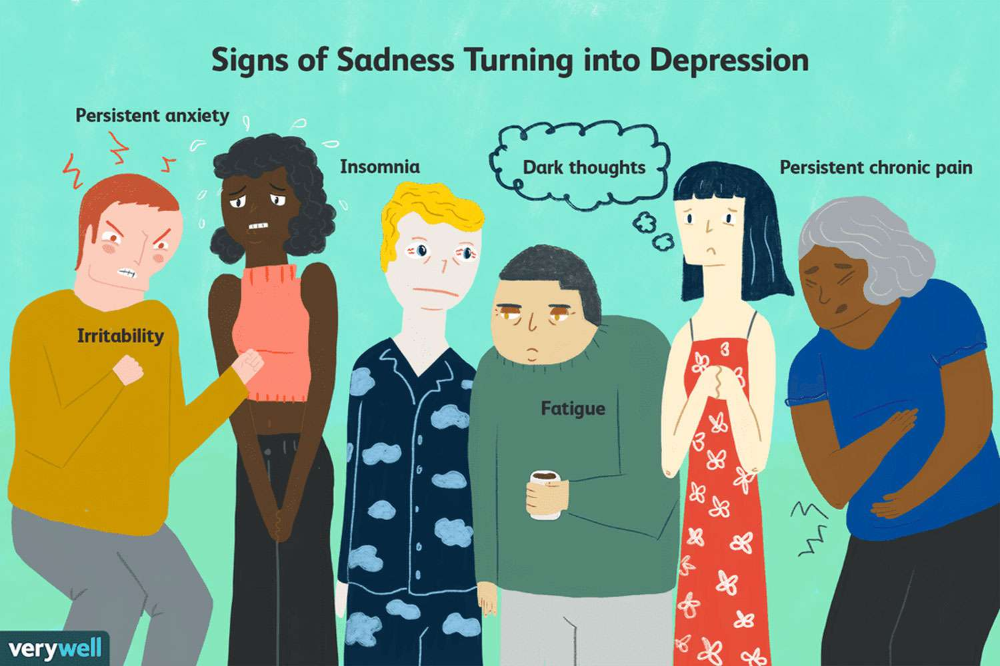 Signs of Sadness Turning into Depression
Persistent anxiety
Insomnia
Dark thoughts
Persistent chronic pain
Irritability
Fatigue
verywell